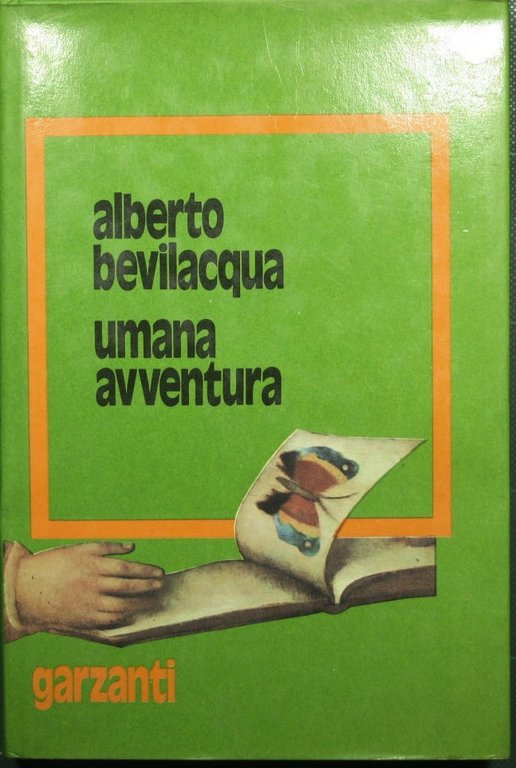 alberto
bevilacqua
umana
avventura
garzanti